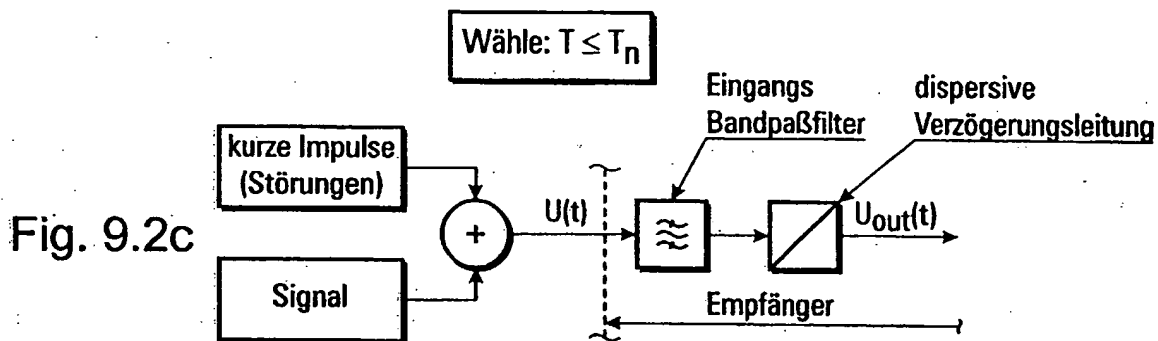 Wähle: T ≤ Tn
Eingangs
Bandpaßfilter
dispersive
Verzögerungsleitung
kurze Impulse
(Störungen)
Fig. 9.2c
+
U(t)
Uout(t)
Signal
Empfänger